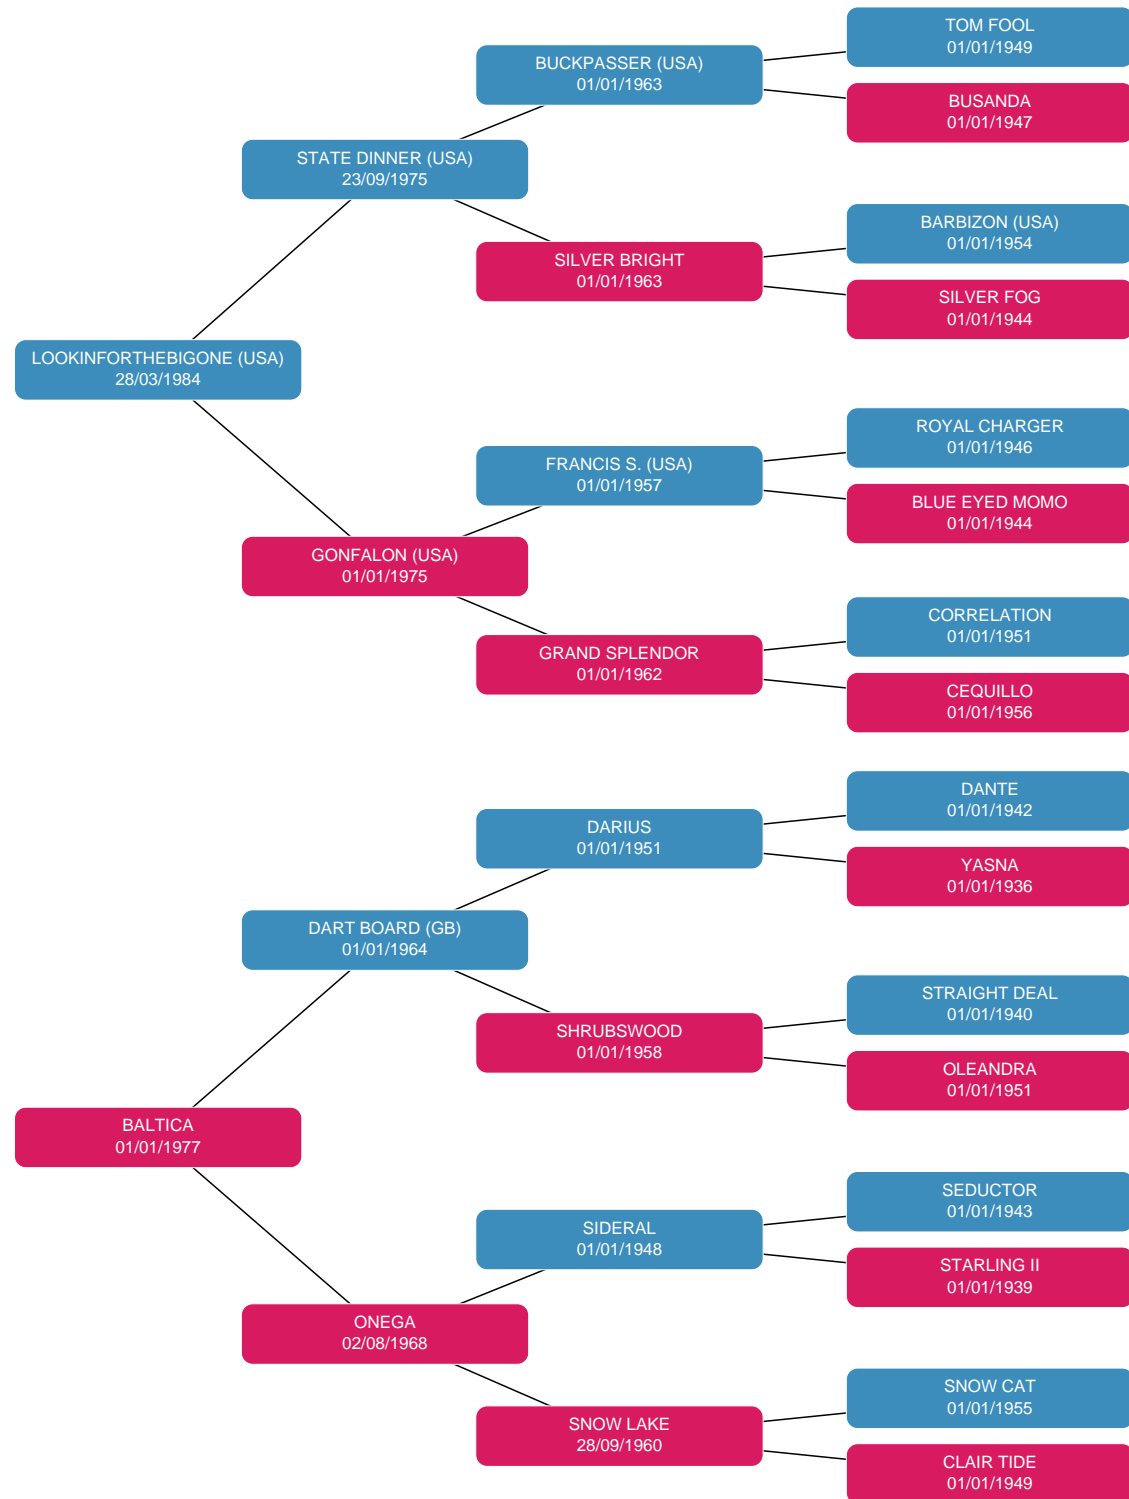 TOM FOOL
01/01/1949
BUCKPASSER (USA)
01/01/1963
BUSANDA
01/01/1947
STATE DINNER (USA)
23/09/1975
BARBIZON (USA)
01/01/1954
SILVER BRIGHT
01/01/1963
SILVER FOG
01/01/1944
LOOKINFORTHEBIGONE (USA)
28/03/1984
ROYAL CHARGER
01/01/1946
FRANCIS S. (USA)
01/01/1957
BLUE EYED MOMO
01/01/1944
GONFALON (USA)
01/01/1975
CORRELATION
01/01/1951
GRAND SPLENDOR
01/01/1962
CEQUILLO
01/01/1956
DANTE
01/01/1942
DARIUS
01/01/1951
YASNA
01/01/1936
DART BOARD (GB)
01/01/1964
STRAIGHT DEAL
01/01/1940
SHRUBSWOOD
01/01/1958
OLEANDRA
01/01/1951
BALTICA
01/01/1977
SEDUCTOR
01/01/1943
SIDERAL
01/01/1948
STARLING II
01/01/1939
ONEGA
02/08/1968
SNOW CAT
01/01/1955
SNOW LAKE
28/09/1960
CLAIR TIDE
01/01/1949